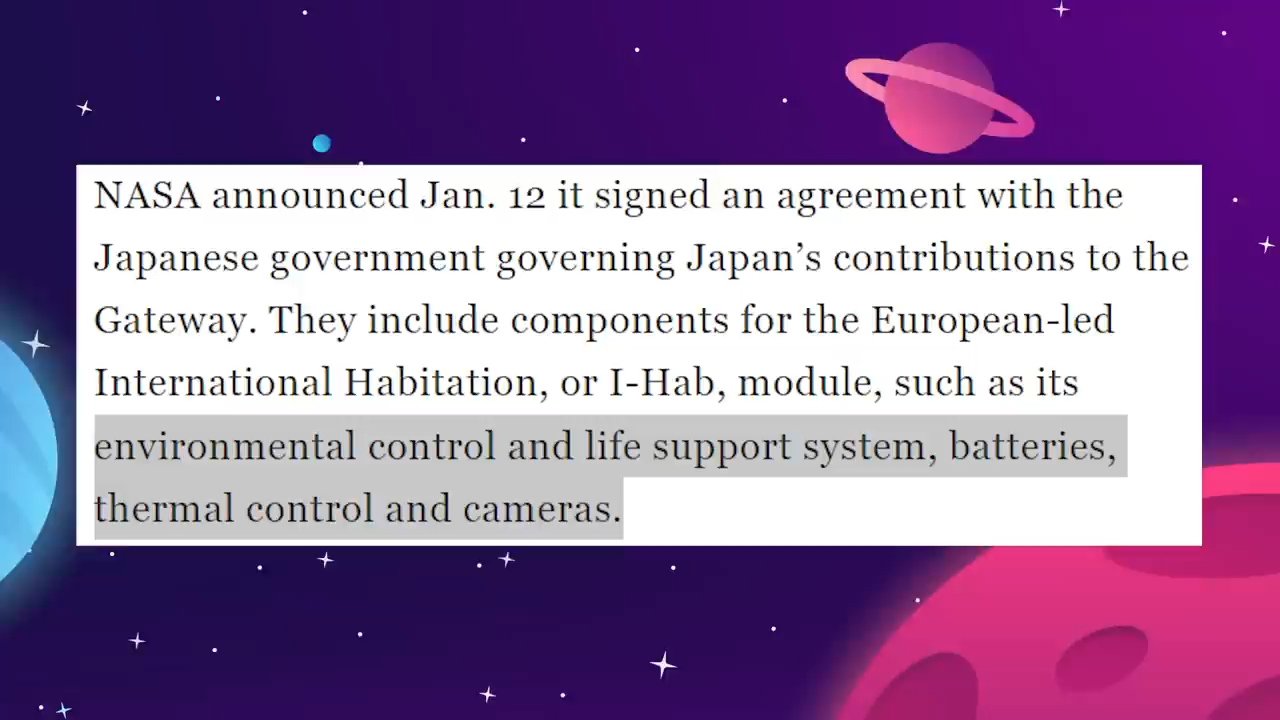 NASA announced Jan. 12 it signed an agreement with the
Japanese government governing Japan’s contributions to the
Gateway. They include components for the European-led
International Habitation, or I-Hab, module, such as its
environmental control and life support system, batteries,
thermal control and cameras.